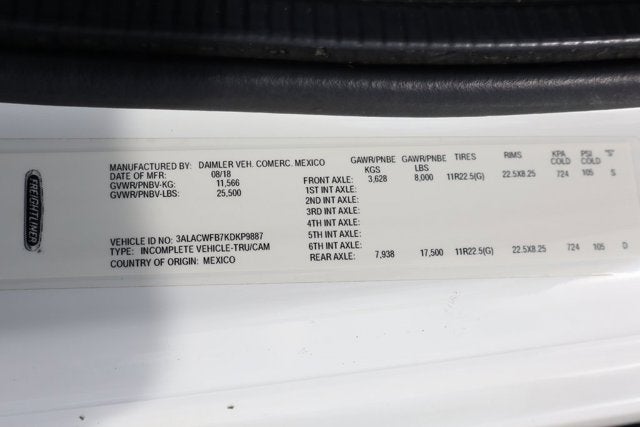 FREIGHTLINER
MANUFACTURED BY: DAIMLER VEH. COMERC. MEXICO
DATE OF MFR: 08/18
GVWR/PNBV-KG: 11,566
GVWR/PNBV-LBS: 25,500
VEHICLE ID NO: 3ALACWFB7KDKP9887
TYPE: INCOMPLETE VEHICLE-TRU/CAM
COUNTRY OF ORIGIN: MEXICO
GAWR/PNBE KGS GAWR/PNBE LBS TIRES RIMS KPA COLD PSI COLD "S"
FRONT AXLE: 3,628 8,000 11R22.5(G) 22.5X8.25 724 105 S
1ST INT AXLE:
2ND INT AXLE:
3RD INT AXLE:
4TH INT AXLE:
5TH INT AXLE:
6TH INT AXLE:
REAR AXLE: 7,938 17,500 11R22.5(G) 22.5X8.25 724 105 D